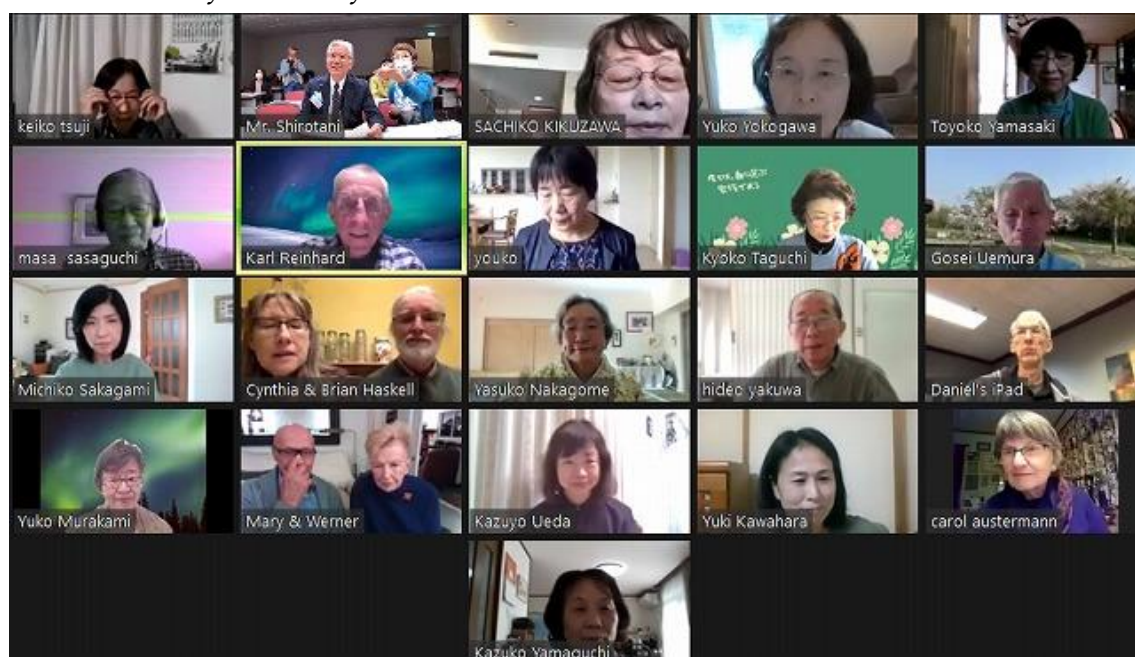 keiko tsuji
Mr. Shirotani
SACHIKO KIKUZAWA
Yuko Yokogawa
Toyoko Yamasaki
masa sasaguchi
Karl Reinhard
youko
Kyoko Taguchi
Gosei Uemura
Michiko Sakagami
Cynthia & Brian Haskell
Yasuko Nakagome
hideo yakuwa
Daniel's iPad
Yuko Murakami
Mary & Werner
Kazuyo Ueda
Yuki Kawahara
carol austermann
Kazuko Yamaguchi